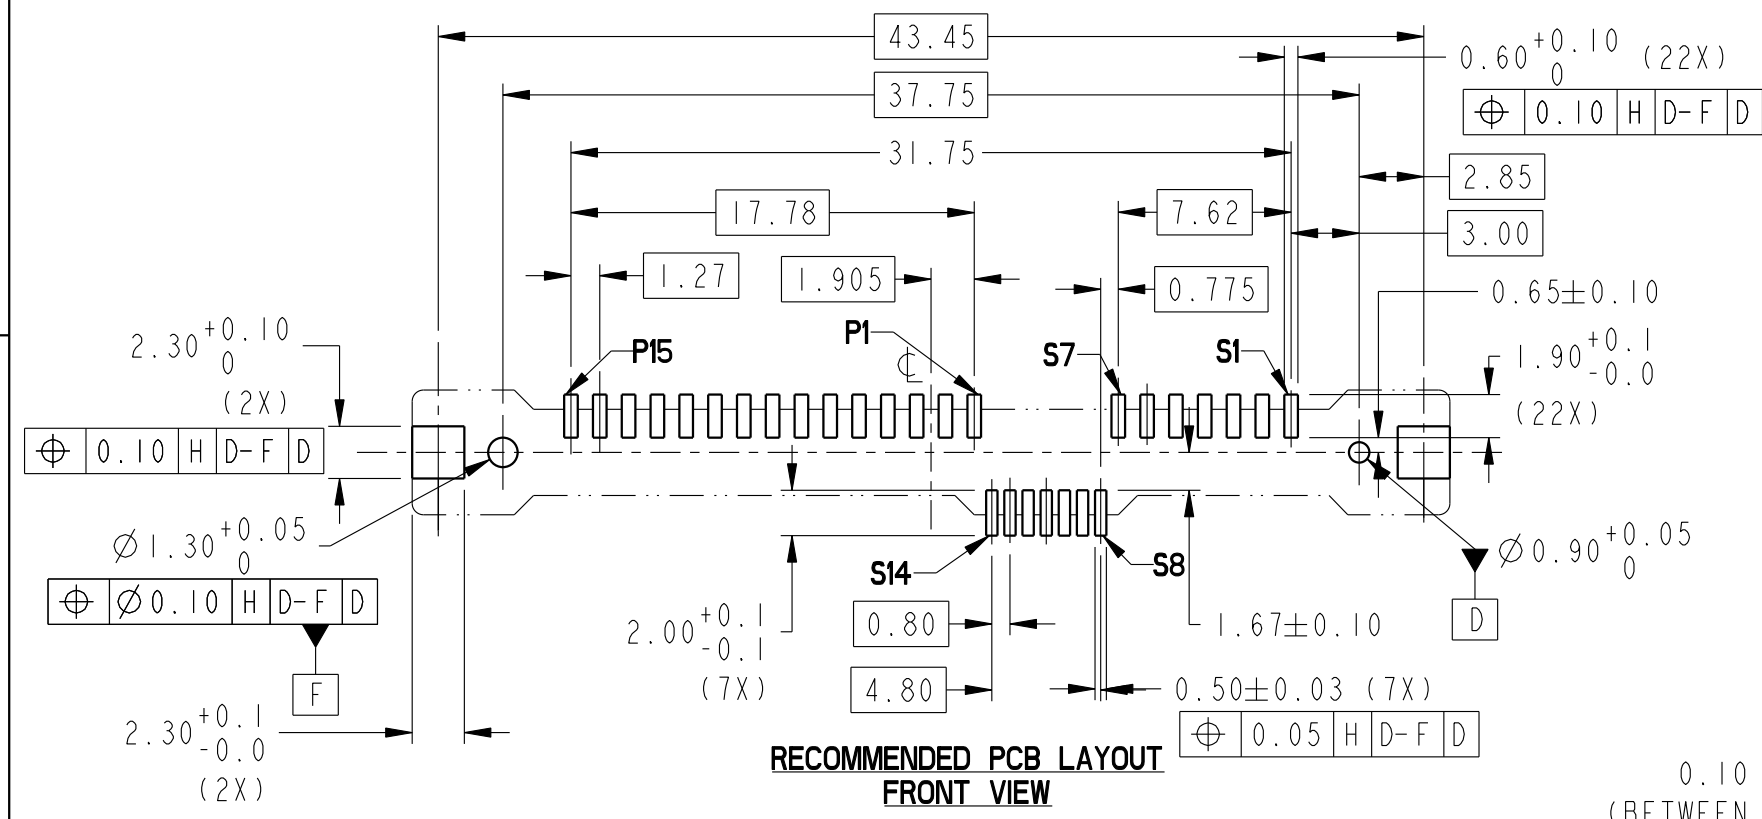 43.45
0.60 +0.10 0 (22X)
37.75
⌖ 0.10 H D-F D
31.75
2.85
17.78
7.62
3.00
1.27
1.905
0.775
0.65±0.10
2.30 +0.10 0
(2X)
P15
P1
℄
S7
S1
1.90 +0.1 -0.0
(22X)
⌖ 0.10 H D-F D
⌀1.30 +0.05 0
⌖ ⌀0.10 H D-F D
F
S14
S8
⌀0.90 +0.05 0
D
2.00 +0.1 -0.1
(7X)
0.80
1.67±0.10
4.80
0.50±0.03 (7X)
⌖ 0.05 H D-F D
2.30 +0.1 -0.0
(2X)
RECOMMENDED PCB LAYOUT
FRONT VIEW
0.10
(BETWEEN